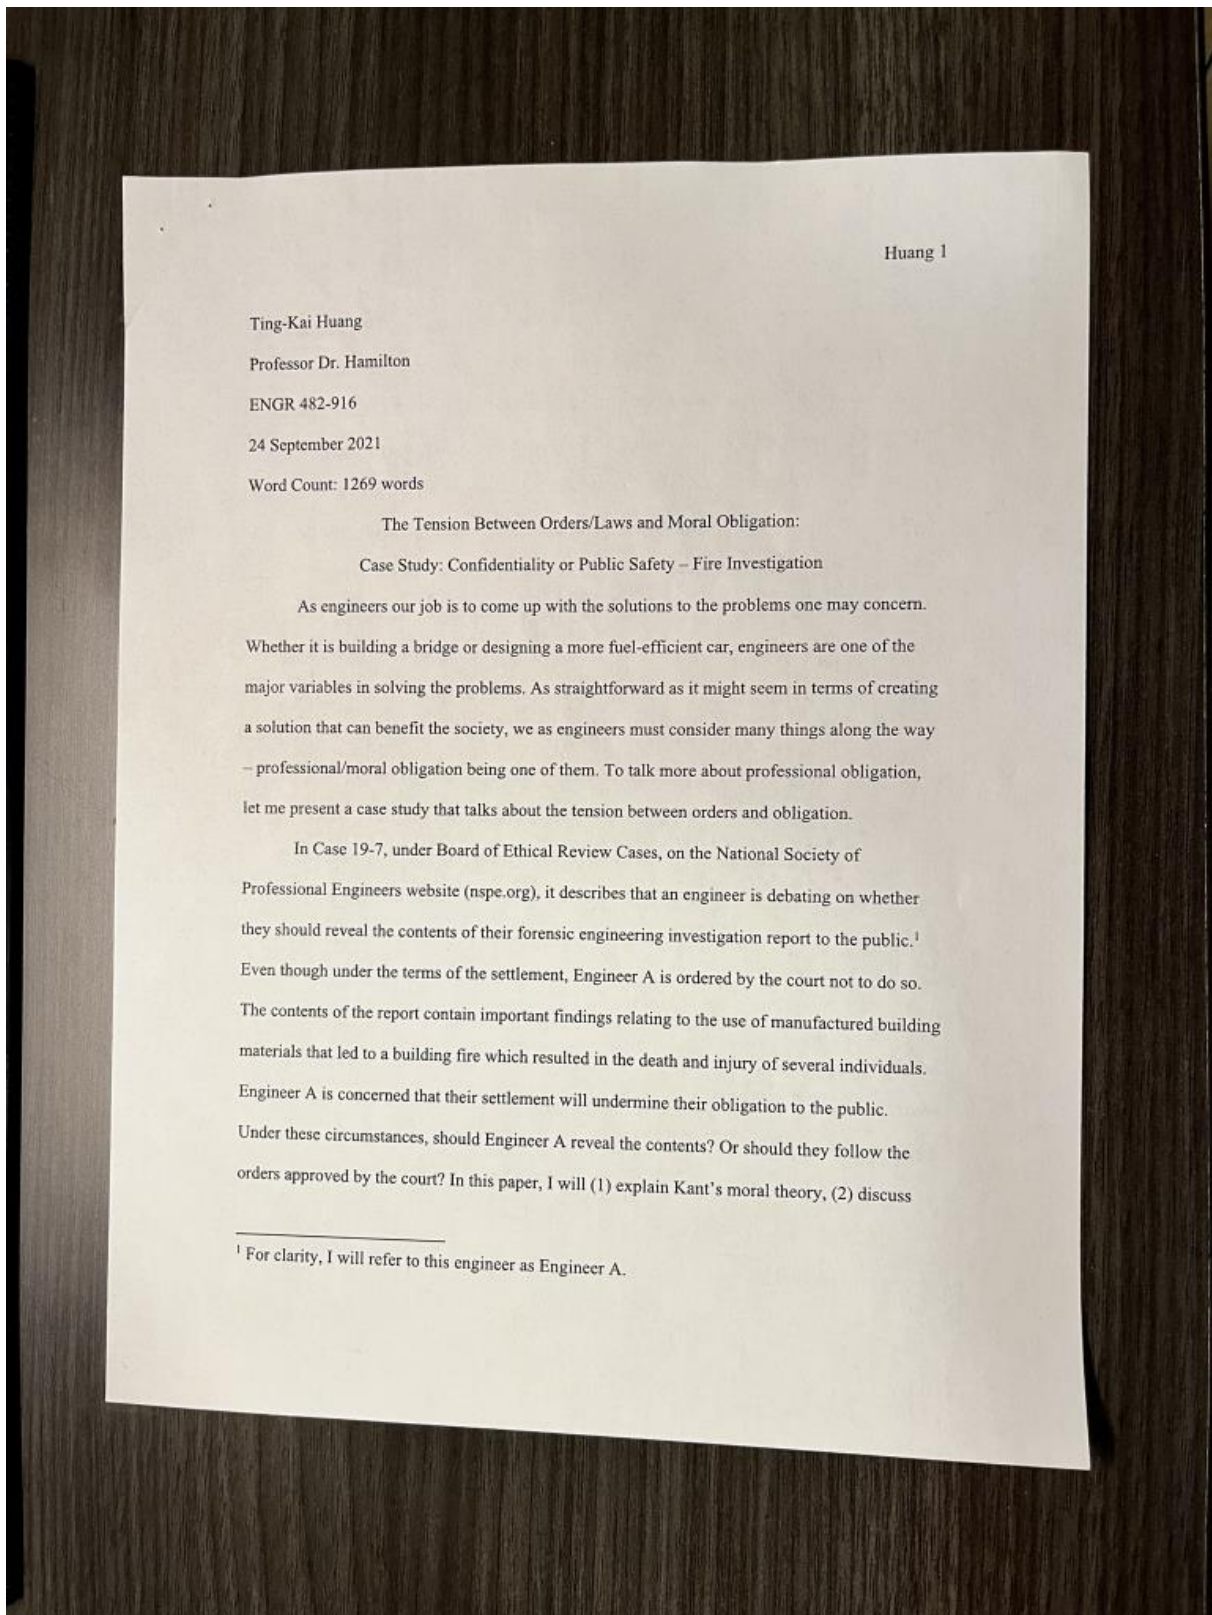 Huang 1
Ting-Kai Huang
Professor Dr. Hamilton
ENGR 482-916
24 September 2021
Word Count: 1269 words
The Tension Between Orders/Laws and Moral Obligation:
Case Study: Confidentiality or Public Safety – Fire Investigation
As engineers our job is to come up with the solutions to the problems one may concern.
Whether it is building a bridge or designing a more fuel-efficient car, engineers are one of the
major variables in solving the problems. As straightforward as it might seem in terms of creating
a solution that can benefit the society, we as engineers must consider many things along the way
– professional/moral obligation being one of them. To talk more about professional obligation,
let me present a case study that talks about the tension between orders and obligation.
In Case 19-7, under Board of Ethical Review Cases, on the National Society of
Professional Engineers website (nspe.org), it describes that an engineer is debating on whether
they should reveal the contents of their forensic engineering investigation report to the public.¹
Even though under the terms of the settlement, Engineer A is ordered by the court not to do so.
The contents of the report contain important findings relating to the use of manufactured building
materials that led to a building fire which resulted in the death and injury of several individuals.
Engineer A is concerned that their settlement will undermine their obligation to the public.
Under these circumstances, should Engineer A reveal the contents? Or should they follow the
orders approved by the court? In this paper, I will (1) explain Kant's moral theory, (2) discuss
¹ For clarity, I will refer to this engineer as Engineer A.